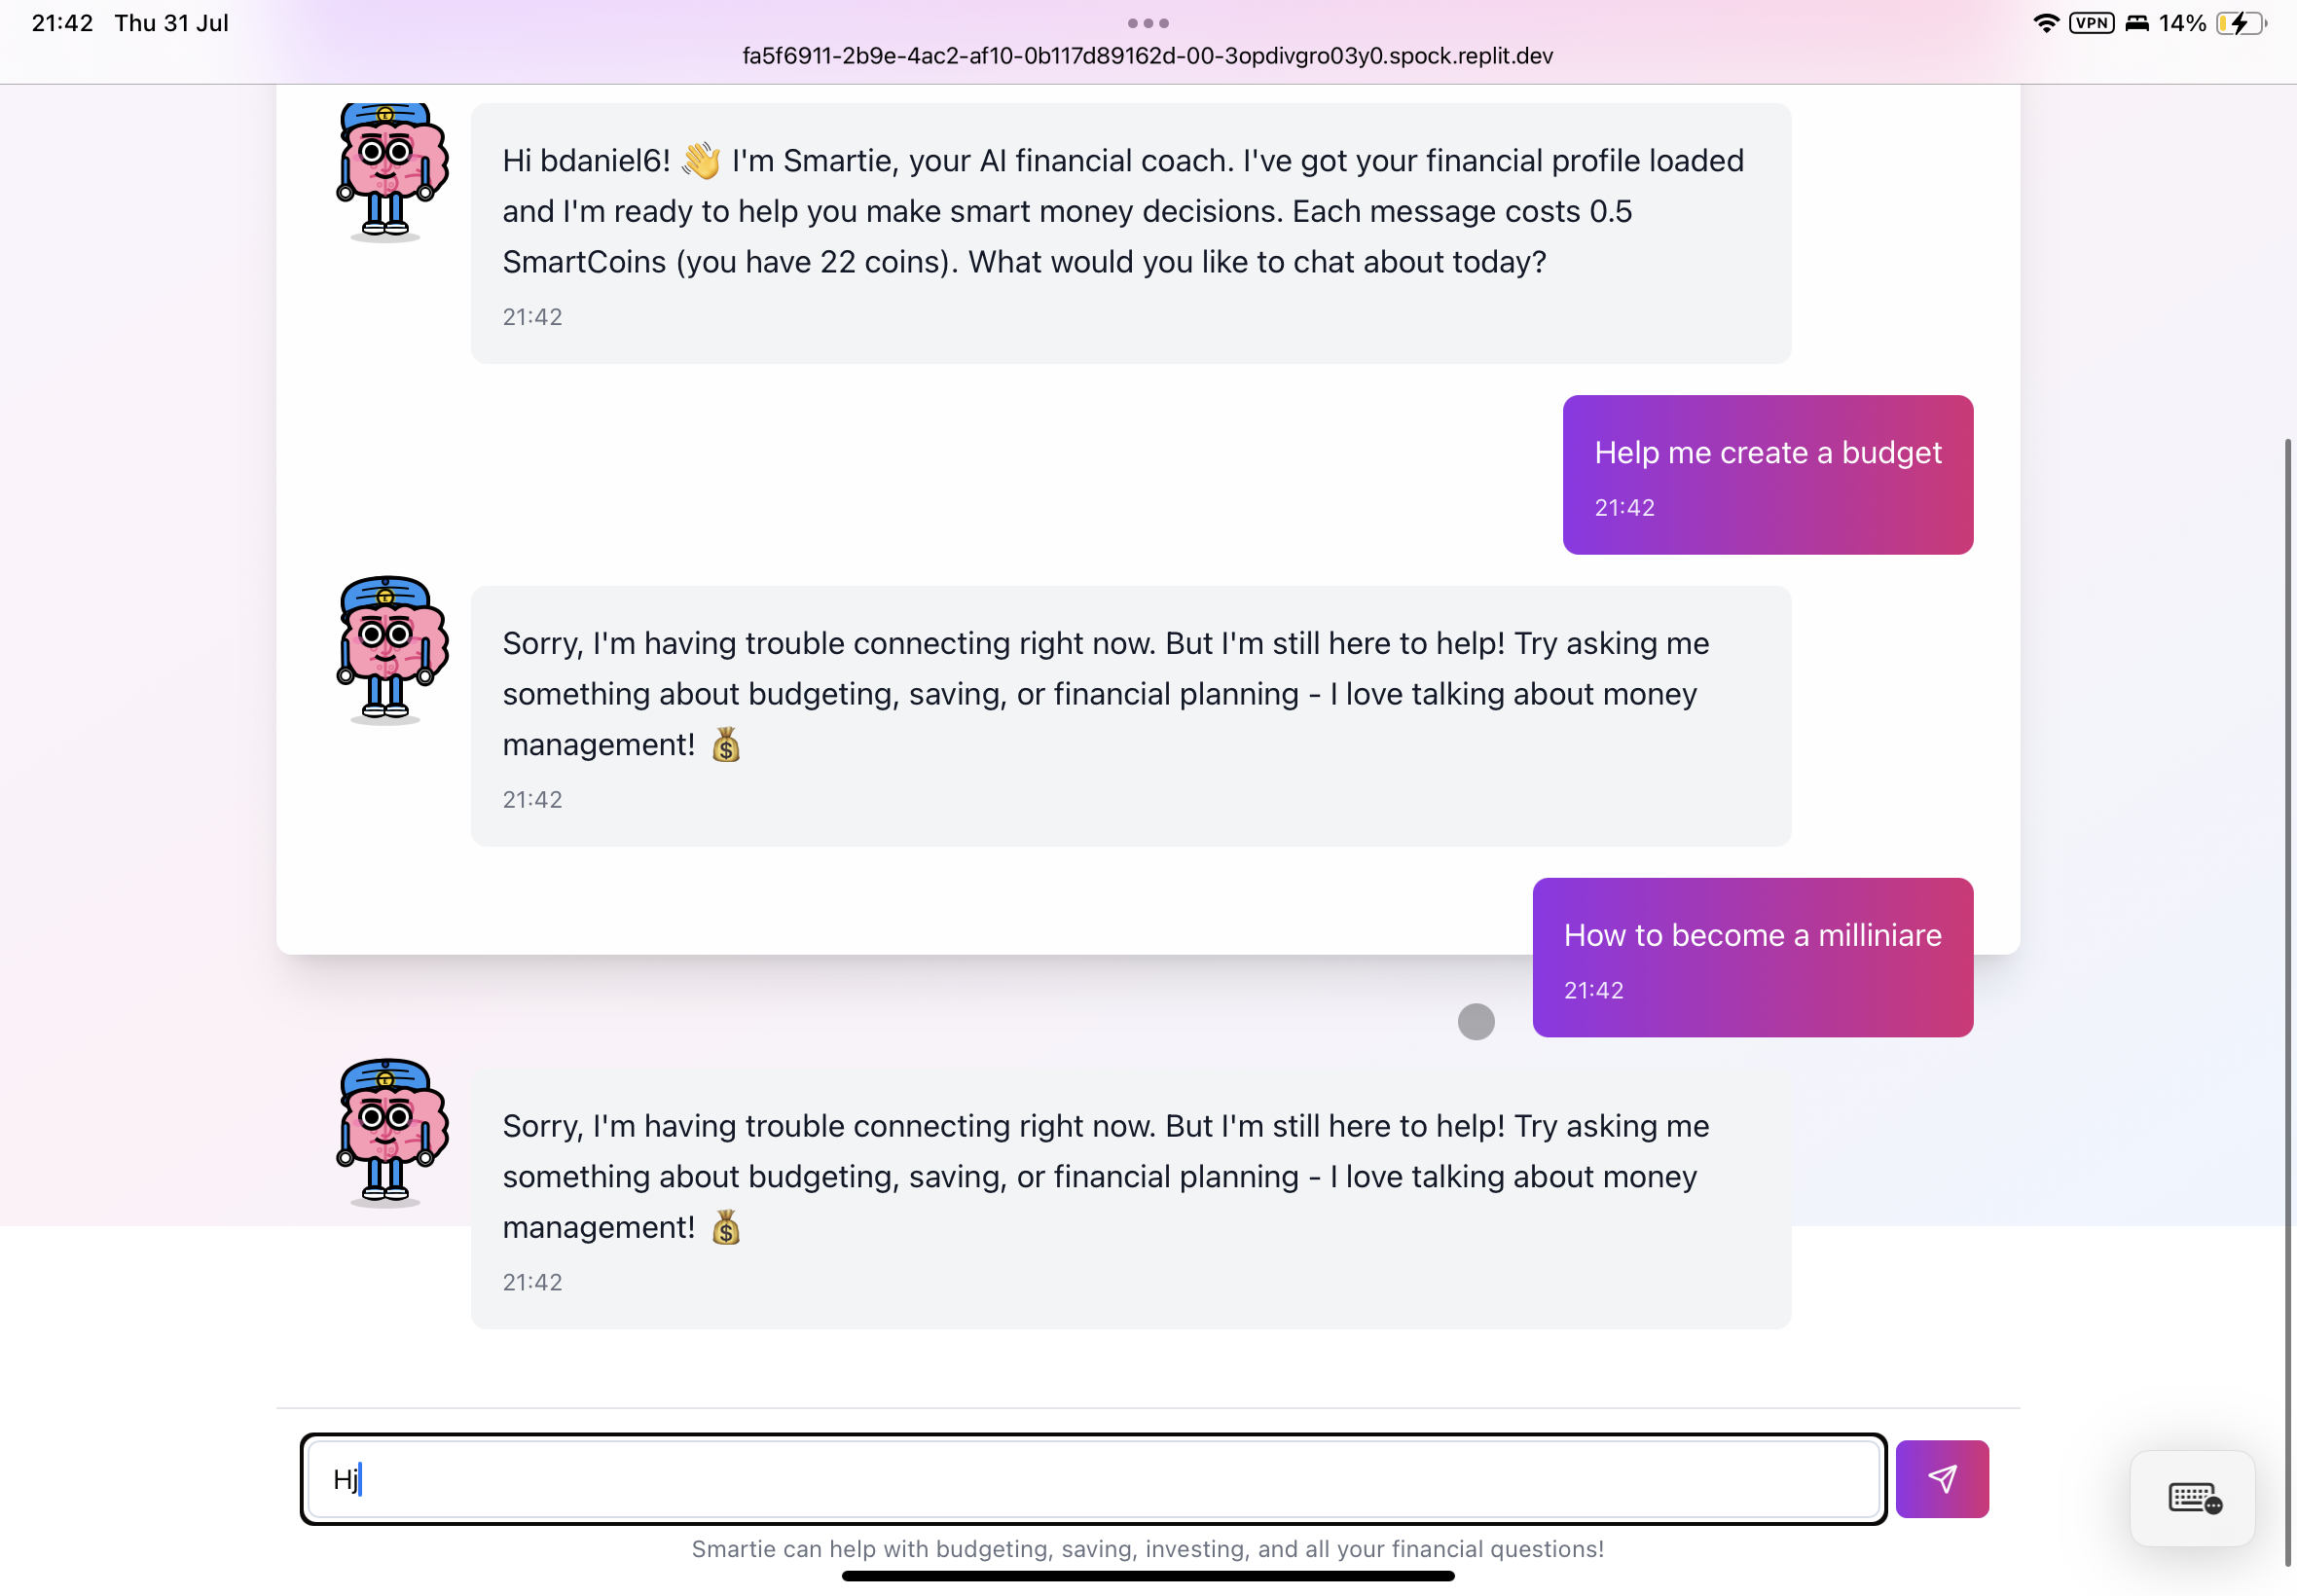 21:42 Thu 31 Jul
VPN 14%
fa5f6911-2b9e-4ac2-af10-0b117d89162d-00-3opdivgro03y0.spock.replit.dev
Hi bdaniel6! 👋 I'm Smartie, your AI financial coach. I've got your financial profile loaded
and I'm ready to help you make smart money decisions. Each message costs 0.5
SmartCoins (you have 22 coins). What would you like to chat about today?
21:42
Help me create a budget
21:42
Sorry, I'm having trouble connecting right now. But I'm still here to help! Try asking me
something about budgeting, saving, or financial planning - I love talking about money
management! 💰
21:42
How to become a milliniare
21:42
Sorry, I'm having trouble connecting right now. But I'm still here to help! Try asking me
something about budgeting, saving, or financial planning - I love talking about money
management! 💰
21:42
Hj
Smartie can help with budgeting, saving, investing, and all your financial questions!